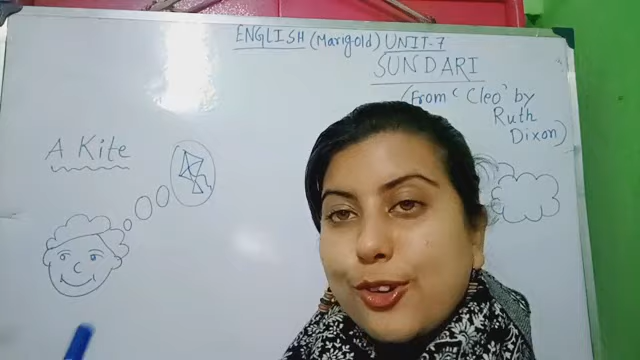 ENGLISH (Marigold) UNIT-7
SUNDARI
(From 'Cleo' by
Ruth
Dixon)
A Kite